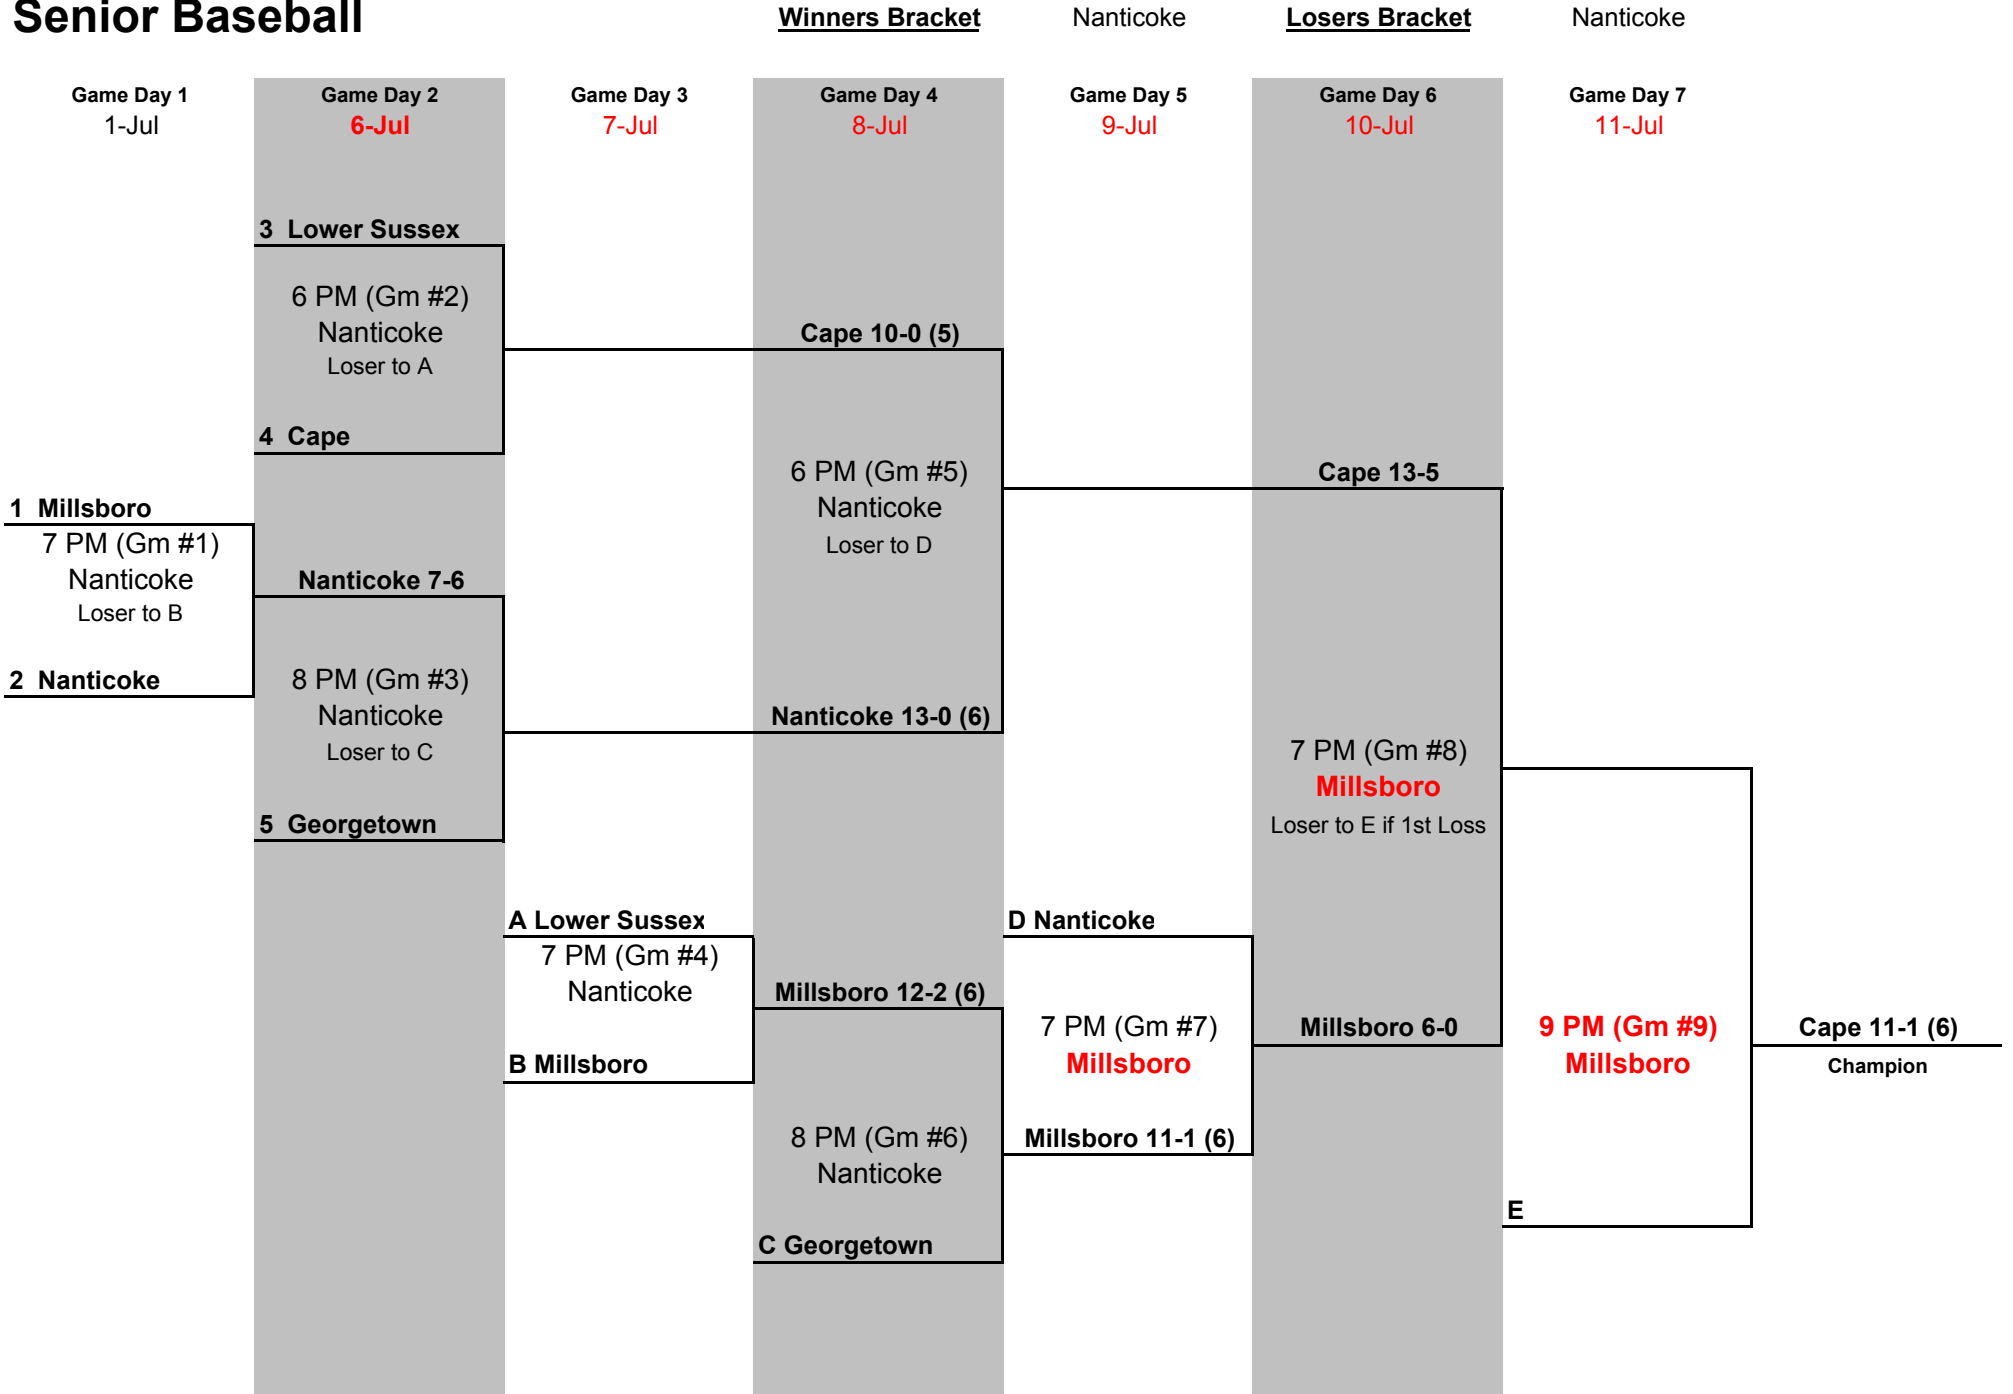 Senior Baseball
Winners Bracket
Nanticoke
Losers Bracket
Nanticoke
Game Day 1
1-Jul
Game Day 2
6-Jul
Game Day 3
7-Jul
Game Day 4
8-Jul
Game Day 5
9-Jul
Game Day 6
10-Jul
Game Day 7
11-Jul
3 Lower Sussex
6 PM (Gm #2)
Nanticoke
Loser to A
4 Cape
1 Millsboro
7 PM (Gm #1)
Nanticoke
Loser to B
2 Nanticoke
Nanticoke 7-6
8 PM (Gm #3)
Nanticoke
Loser to C
5 Georgetown
Cape 10-0 (5)
6 PM (Gm #5)
Nanticoke
Loser to D
Nanticoke 13-0 (6)
A Lower Sussex
7 PM (Gm #4)
Nanticoke
B Millsboro
Millsboro 12-2 (6)
8 PM (Gm #6)
Nanticoke
C Georgetown
D Nanticoke
7 PM (Gm #7)
Millsboro
Millsboro 11-1 (6)
Cape 13-5
7 PM (Gm #8)
Millsboro
Loser to E if 1st Loss
Millsboro 6-0
9 PM (Gm #9)
Millsboro
E
Cape 11-1 (6)
Champion